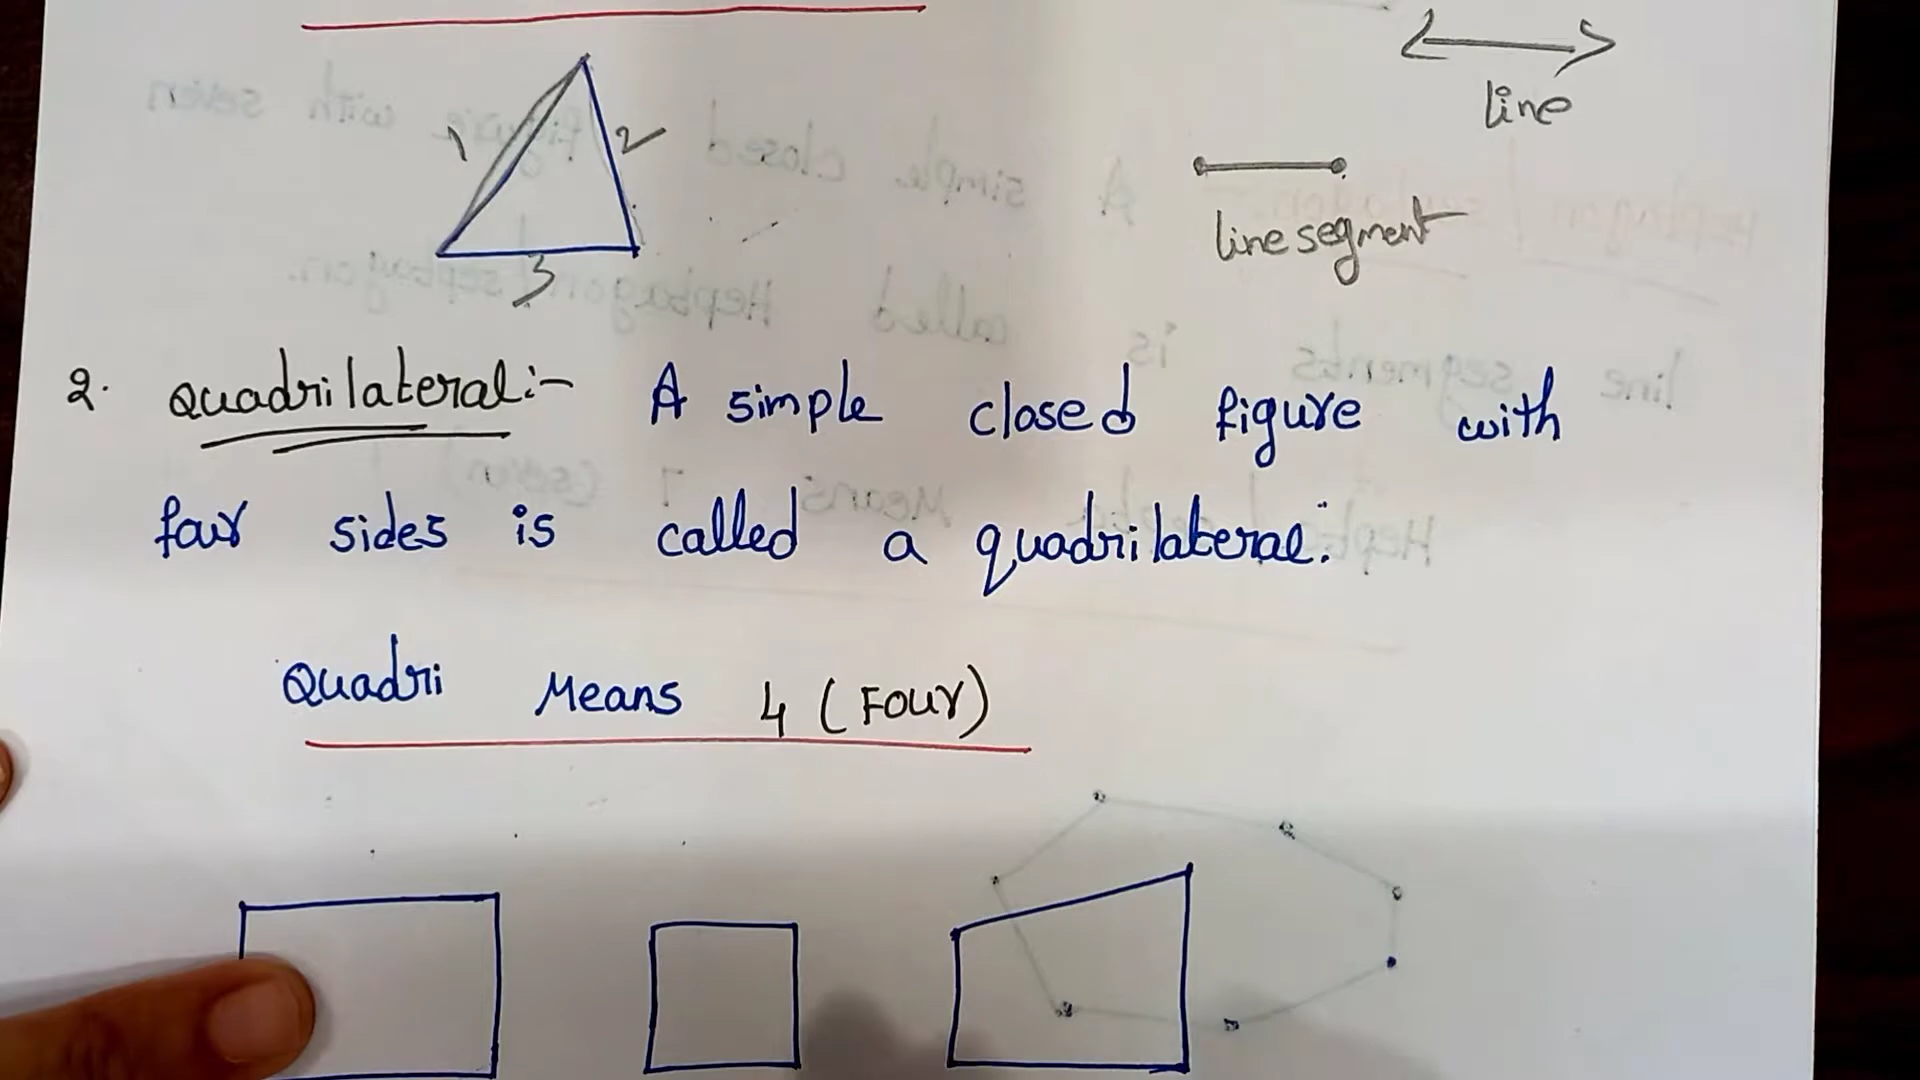 line
1
2
line segment
3
2. Quadrilateral:- A simple closed figure with
four sides is called a quadrilateral.
Quadri Means 4 (Four)